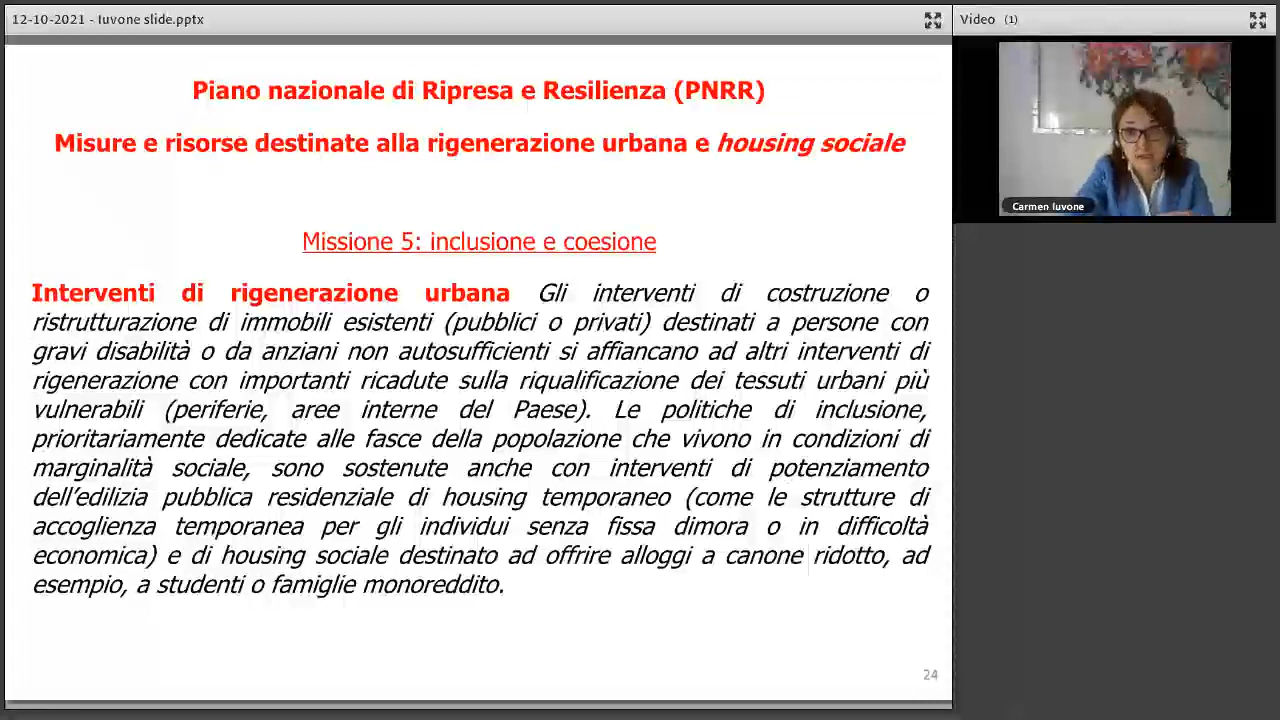 12-10-2021 - Iuvone slide.pptx
Video (1)
Carmen Iuvone
Piano nazionale di Ripresa e Resilienza (PNRR)
Misure e risorse destinate alla rigenerazione urbana e housing sociale
Missione 5: inclusione e coesione
Interventi di rigenerazione urbana Gli interventi di costruzione o
ristrutturazione di immobili esistenti (pubblici o privati) destinati a persone con
gravi disabilità o da anziani non autosufficienti si affiancano ad altri interventi di
rigenerazione con importanti ricadute sulla riqualificazione dei tessuti urbani più
vulnerabili (periferie, aree interne del Paese). Le politiche di inclusione,
prioritariamente dedicate alle fasce della popolazione che vivono in condizioni di
marginalità sociale, sono sostenute anche con interventi di potenziamento
dell’edilizia pubblica residenziale di housing temporaneo (come le strutture di
accoglienza temporanea per gli individui senza fissa dimora o in difficoltà
economica) e di housing sociale destinato ad offrire alloggi a canone ridotto, ad
esempio, a studenti o famiglie monoreddito.
24